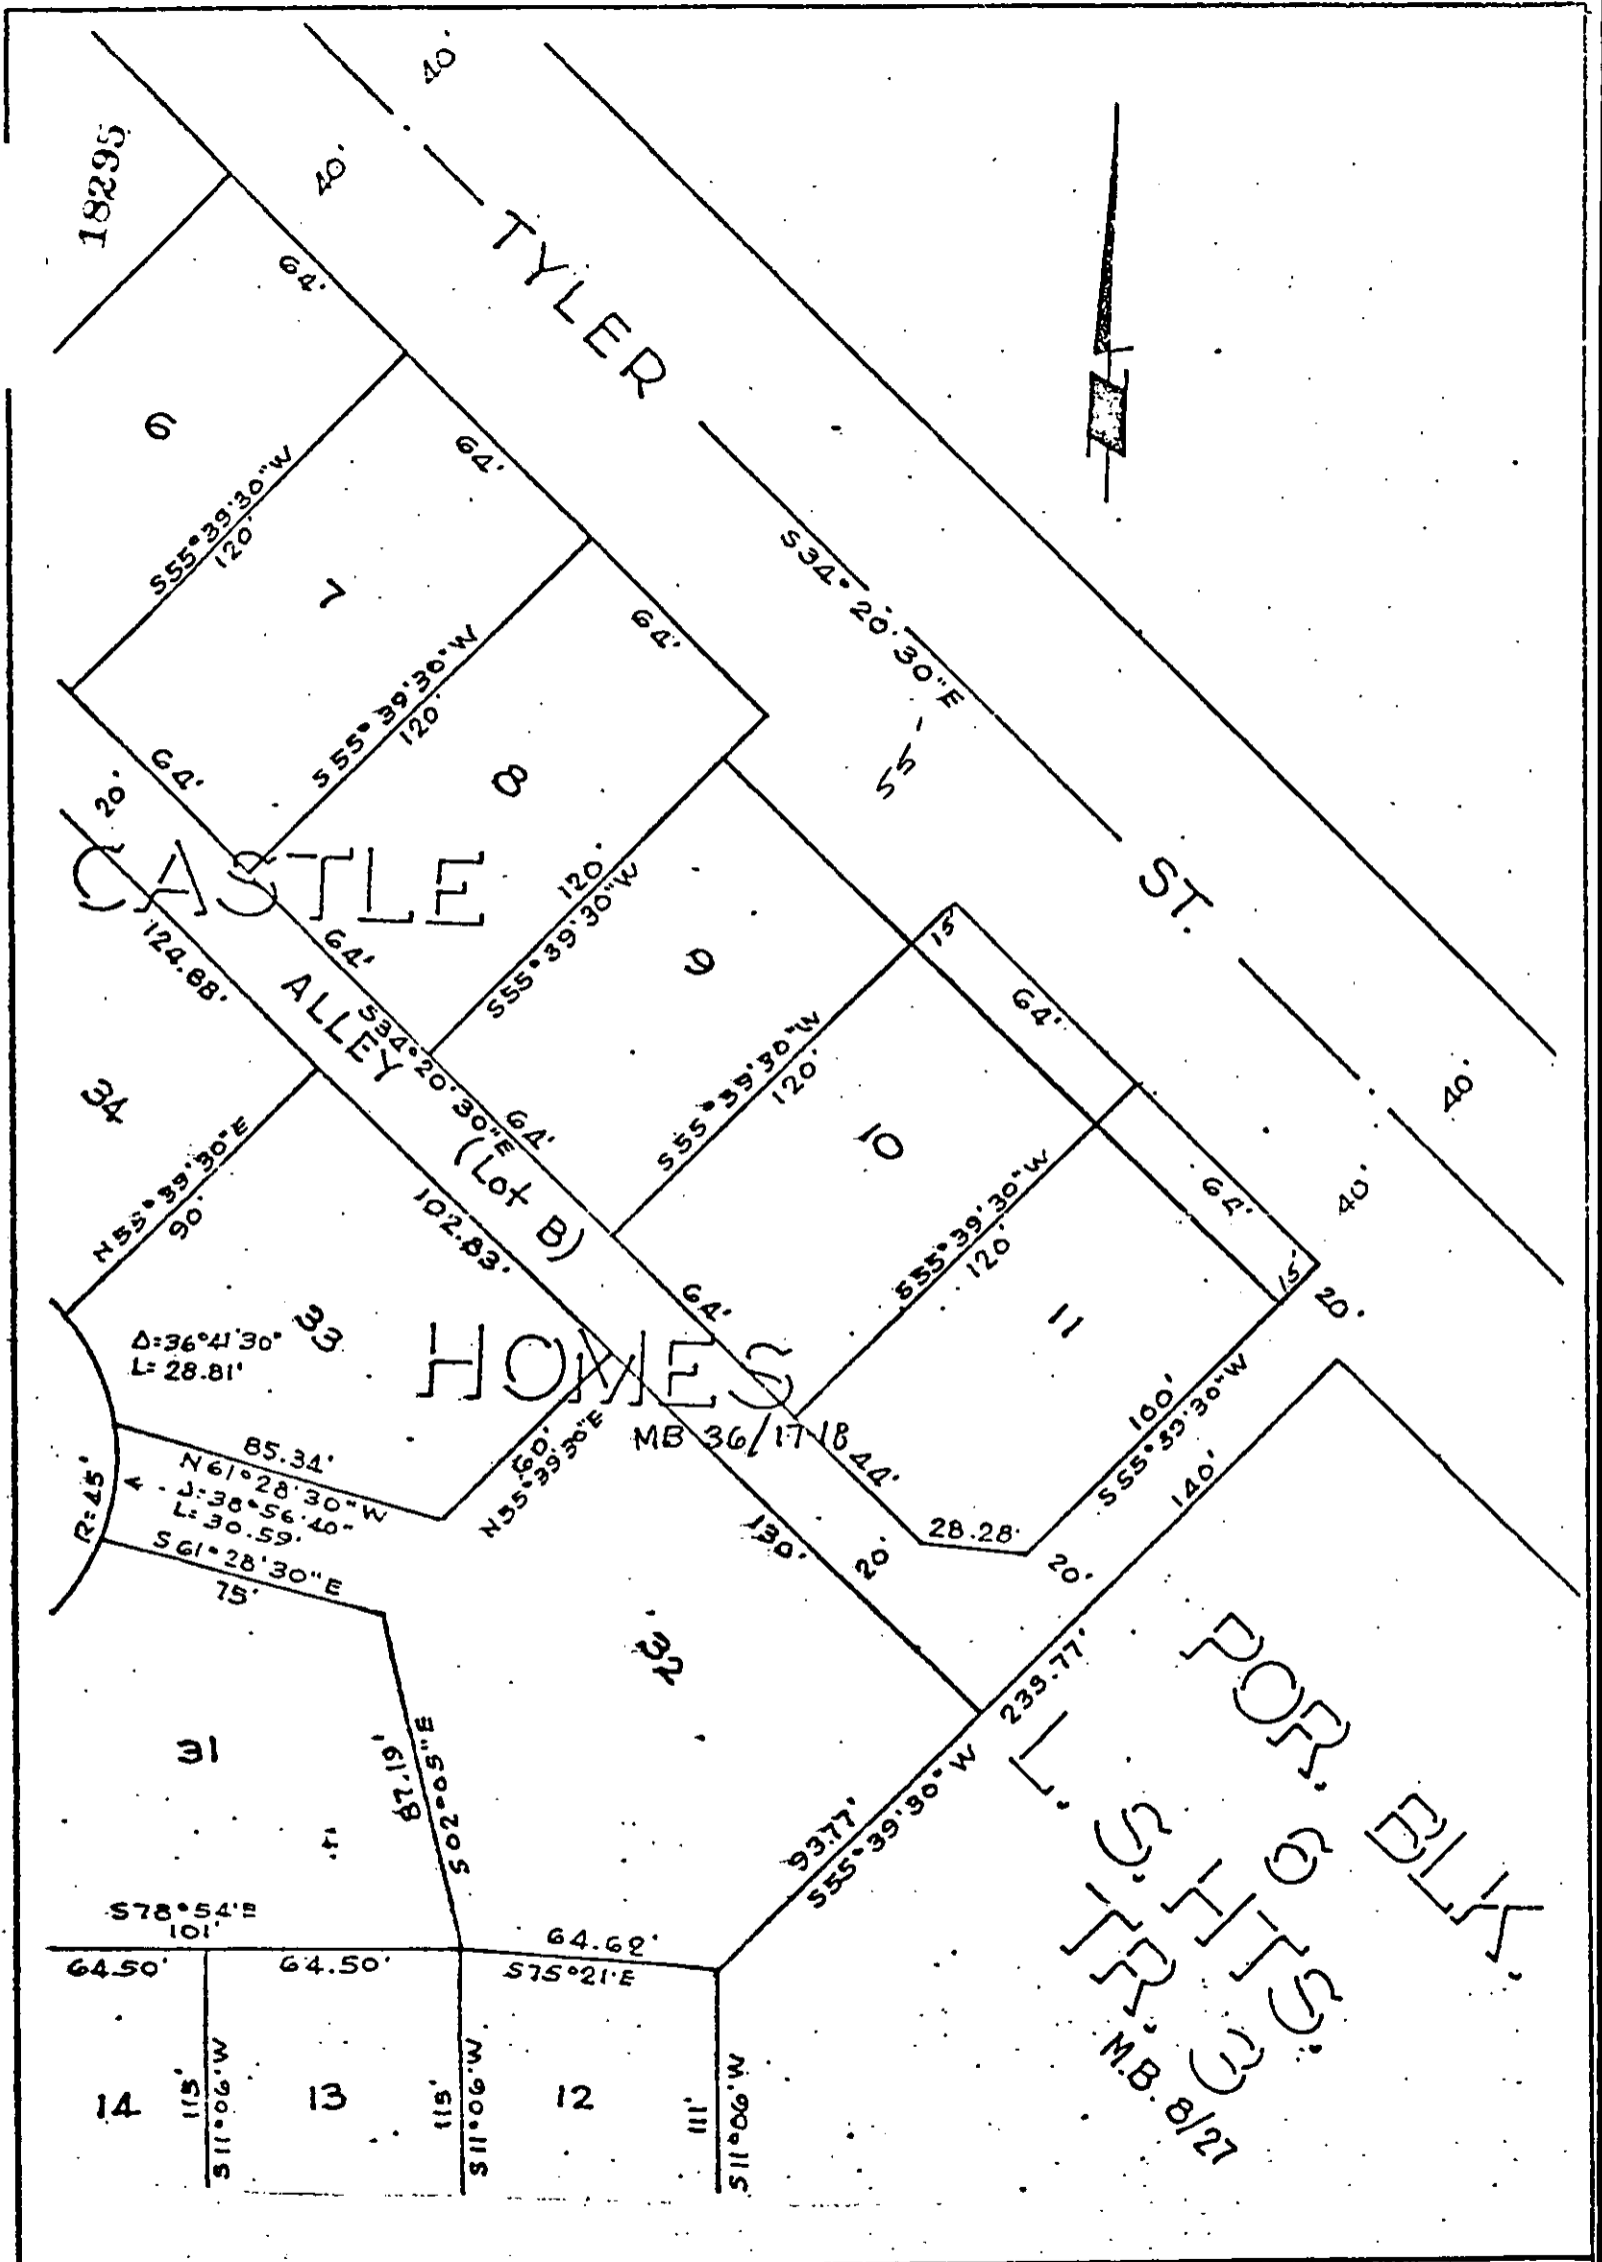 18295
40'
40'
TYLER
64'
6
S55°39'30"W
120'
64'
7
S34°20'30"E
64'
S55°39'30"W
120'
55'
64'
20'
8
ST.
CASTLE
120'
S55°39'30"W
9
15'
124.88'
64'
ALLEY
S34°20'30"E
64'
64'
40'
34
S55°39'30"W
120'
10
(Lot B)
N55°39'30"E
90'
102.83'
S55°39'30"W
120'
64'
40'
64'
15'
20'
33
11
Δ=36°41'30"
L=28.81'
HOMES
MB 36/17 18
85.34'
N61°28'30"W
Δ=38°56'40"
L=30.59'
R=45'
60'
N55°39'30"E
44'
100'
S55°39'30"W
140'
S61°28'30"E
75'
130'
20'
28.28'
20'
32
239.77'
POR. BLK.
6
L. S. HTS.
TR. 3
M.B. 8/27
31
87.19'
S02°05"E
93.77'
S55°39'30"W
S78°54'E
101'
64.62'
64.50'
64.50'
S75°21'E
14
115'
S11°06'W
13
115'
S11°06'W
12
111'
S11°06'W